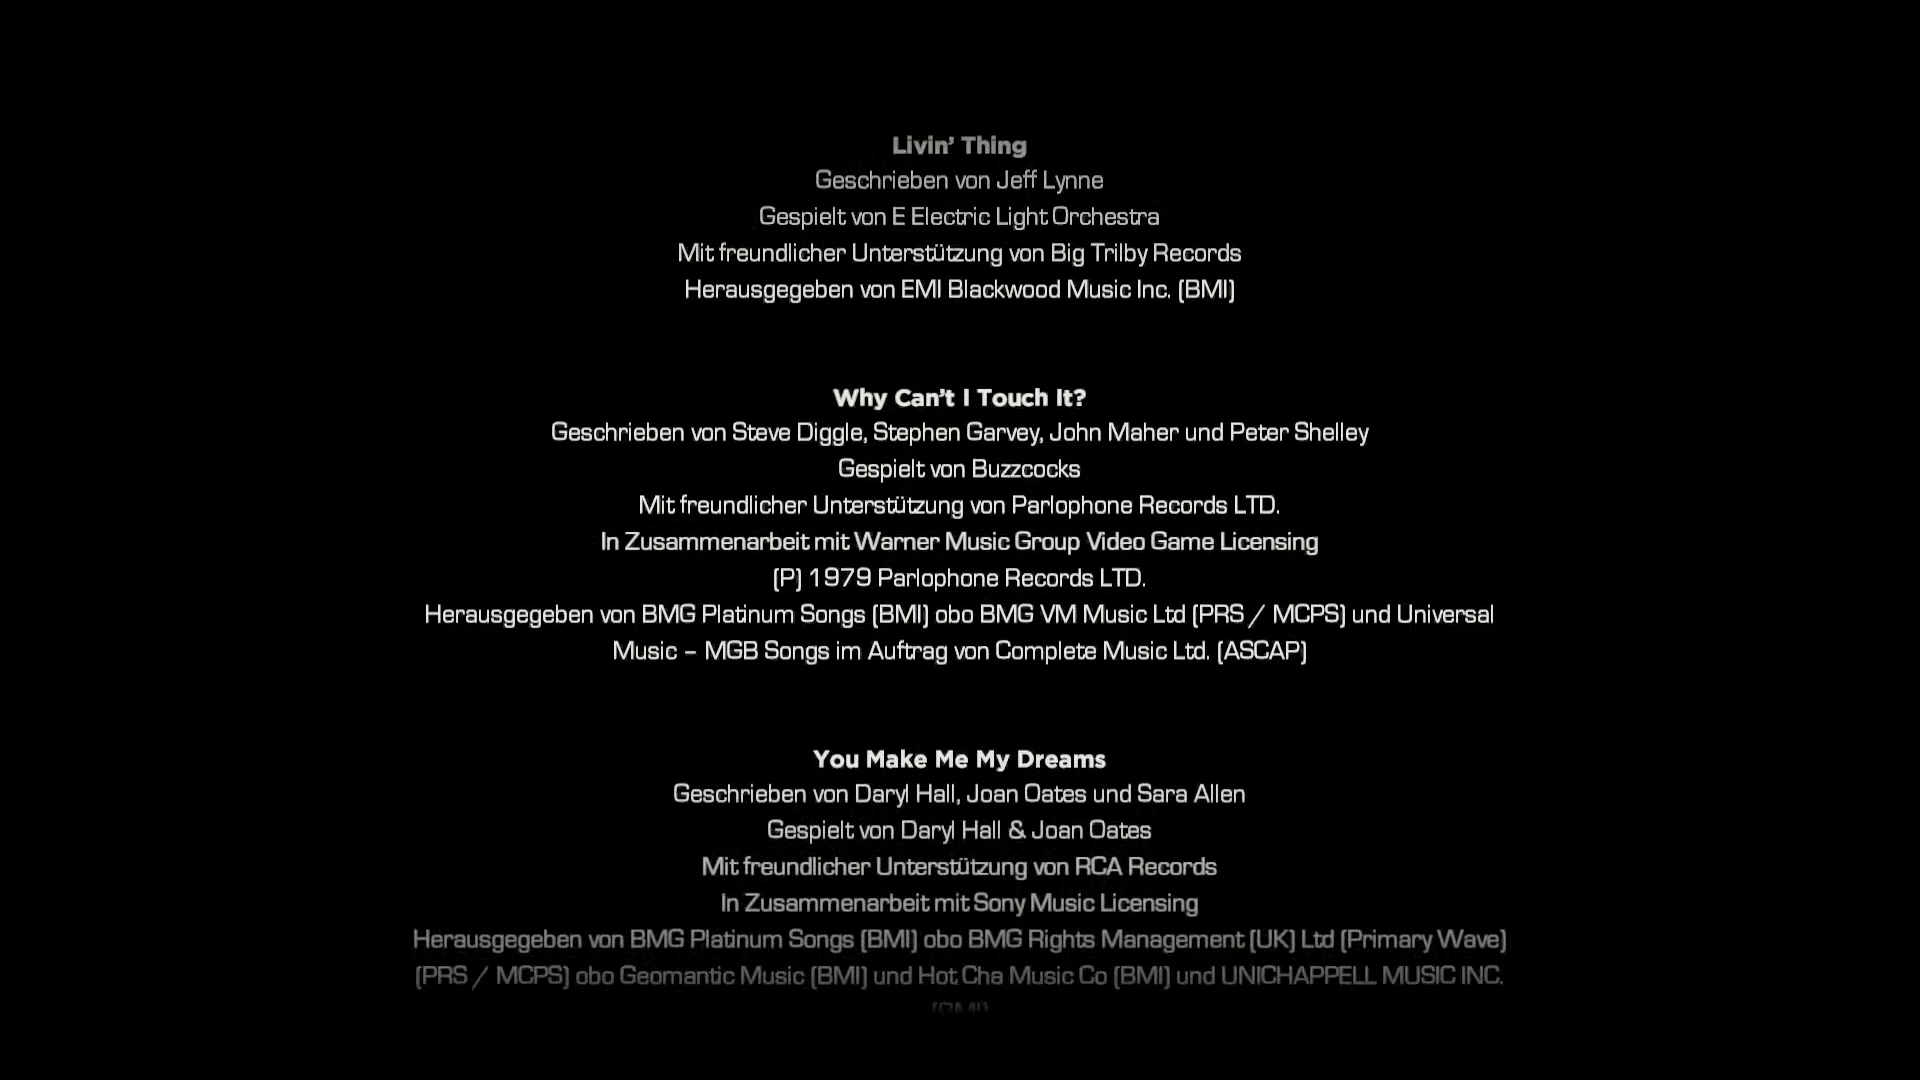 Livin’ Thing
Geschrieben von Jeff Lynne
Gespielt von E Electric Light Orchestra
Mit freundlicher Unterstützung von Big Trilby Records
Herausgegeben von EMI Blackwood Music Inc. (BMI)
Why Can’t I Touch It?
Geschrieben von Steve Diggle, Stephen Garvey, John Maher und Peter Shelley
Gespielt von Buzzcocks
Mit freundlicher Unterstützung von Parlophone Records LTD.
In Zusammenarbeit mit Warner Music Group Video Game Licensing
(P) 1979 Parlophone Records LTD.
Herausgegeben von BMG Platinum Songs (BMI) obo BMG VM Music Ltd (PRS / MCPS) und Universal
Music – MGB Songs im Auftrag von Complete Music Ltd. (ASCAP)
You Make Me My Dreams
Geschrieben von Daryl Hall, Joan Oates und Sara Allen
Gespielt von Daryl Hall & Joan Oates
Mit freundlicher Unterstützung von RCA Records
In Zusammenarbeit mit Sony Music Licensing
Herausgegeben von BMG Platinum Songs (BMI) obo BMG Rights Management (UK) Ltd (Primary Wave)
(PRS / MCPS) obo Geomantic Music (BMI) und Hot Cha Music Co (BMI) und UNICHAPPELL MUSIC INC.
(BMI)